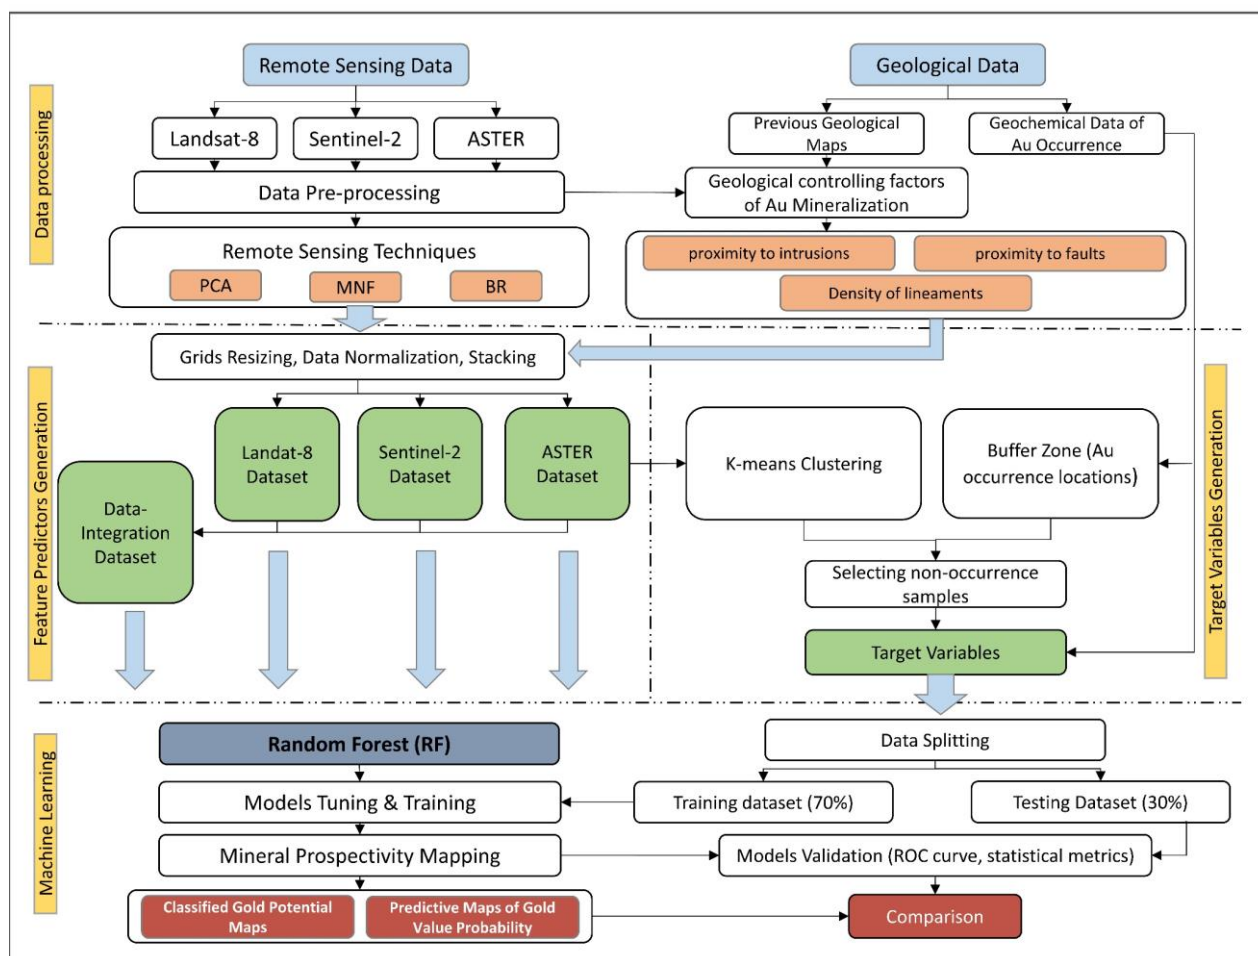 Remote Sensing Data
Geological Data
Data processing
Landsat-8
Sentinel-2
ASTER
Previous Geological
Maps
Geochemical Data of
Au Occurrence
Data Pre-processing
Geological controlling factors
of Au Mineralization
Remote Sensing Techniques
PCA
MNF
BR
proximity to intrusions
proximity to faults
Density of lineaments
Grids Resizing, Data Normalization, Stacking
Feature Predictors Generation
Landat-8
Dataset
Sentinel-2
Dataset
ASTER
Dataset
Data-
Integration
Dataset
K-means Clustering
Buffer Zone (Au
occurrence locations)
Target Variables Generation
Selecting non-occurrence
samples
Target Variables
Machine Learning
Random Forest (RF)
Data Splitting
Models Tuning & Training
Training dataset (70%)
Testing Dataset (30%)
Mineral Prospectivity Mapping
Models Validation (ROC curve, statistical metrics)
Classified Gold Potential
Maps
Predictive Maps of Gold
Value Probability
Comparison